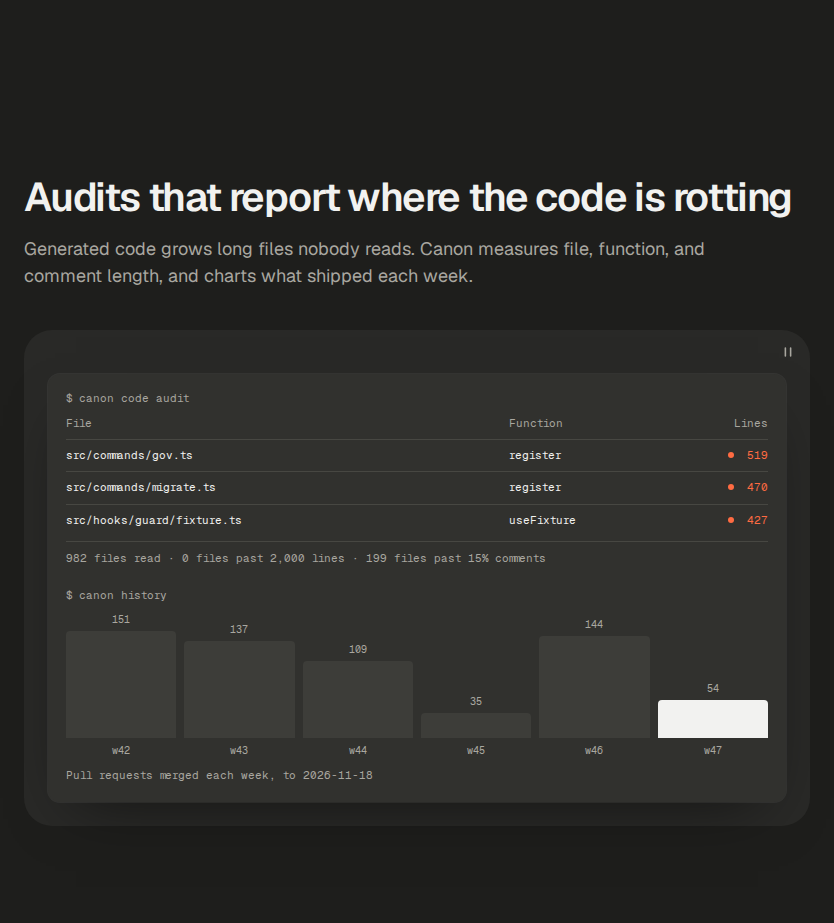 Audits that report where the code is rotting
Generated code grows long files nobody reads. Canon measures file, function, and
comment length, and charts what shipped each week.
$ canon code audit
File Function Lines
src/commands/gov.ts register 519
src/commands/migrate.ts register 470
src/hooks/guard/fixture.ts useFixture 427
982 files read · 0 files past 2,000 lines · 199 files past 15% comments
$ canon history
151 137 109 35 144 54
w42 w43 w44 w45 w46 w47
Pull requests merged each week, to 2026-11-18